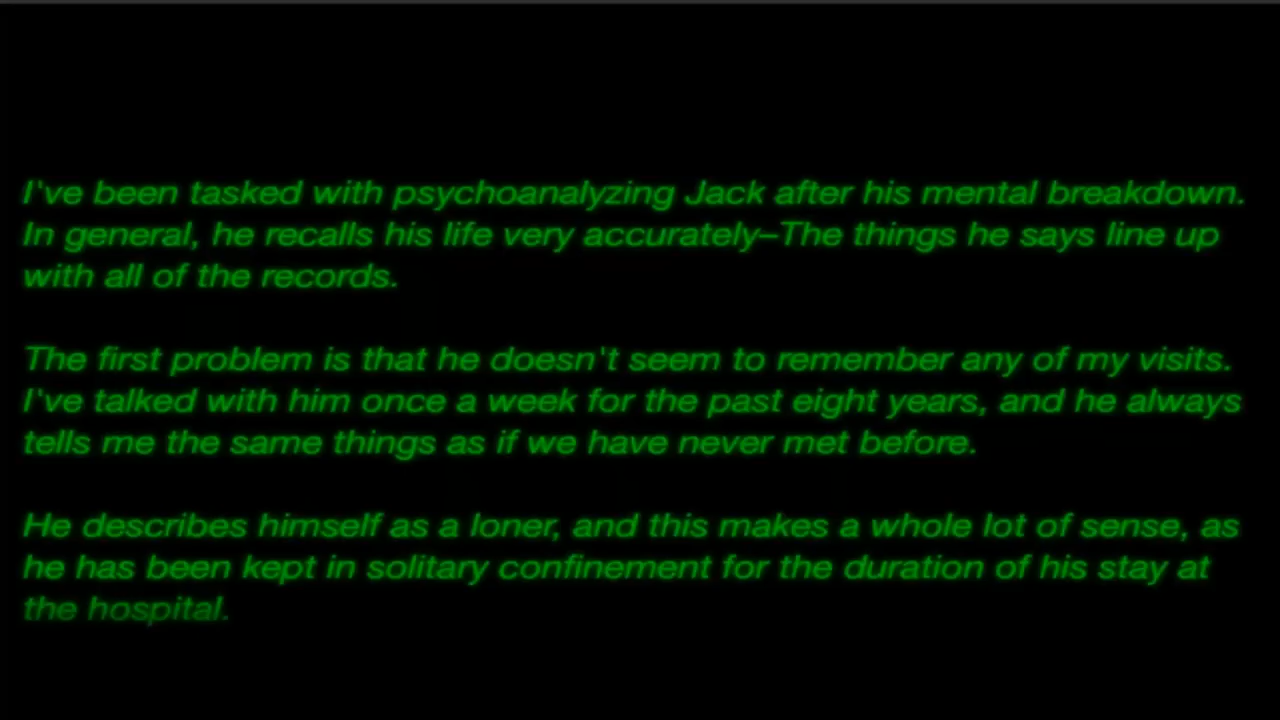 I've been tasked with psychoanalyzing Jack after his mental breakdown.
In general, he recalls his life very accurately–The things he says line up
with all of the records.
The first problem is that he doesn't seem to remember any of my visits.
I've talked with him once a week for the past eight years, and he always
tells me the same things as if we have never met before.
He describes himself as a loner, and this makes a whole lot of sense, as
he has been kept in solitary confinement for the duration of his stay at
the hospital.